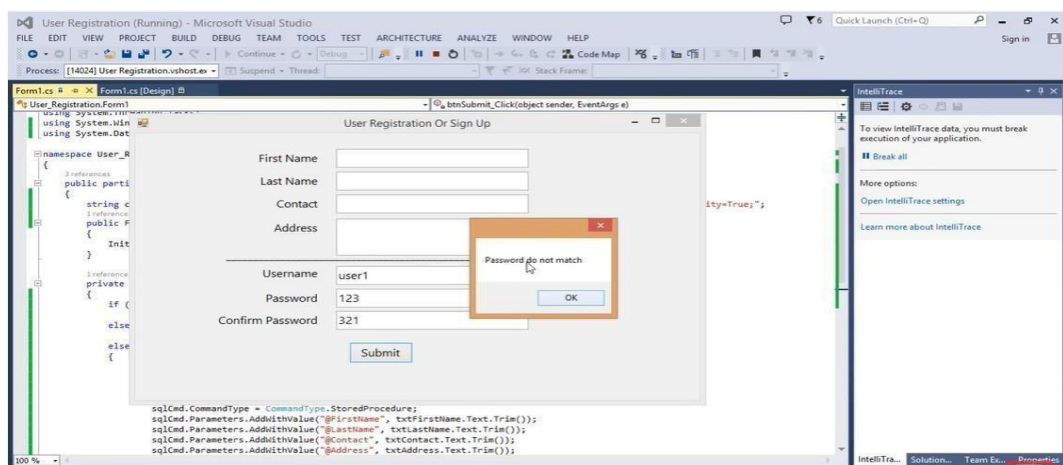 User Registration (Running) - Microsoft Visual Studio
6
Quick Launch (Ctrl+Q)
FILE EDIT VIEW PROJECT BUILD DEBUG TEAM TOOLS TEST ARCHITECTURE ANALYZE WINDOW HELP
Sign in
Continue
Debug
Code Map
Process: [14024] User Registration.vshost.ex
Suspend
Thread:
Stack Frame:
Form1.cs
Form1.cs [Design]
User_Registration.Form1
btnSubmit_Click(object sender, EventArgs e)
using System.Win
using System.Dat
namespace User_R
{
3 references
public parti
{
string c
ity=True;";
1 reference
public F
{
Init
}
1 reference
private
{
if (
else
else
{
sqlCmd.CommandType = CommandType.StoredProcedure;
sqlCmd.Parameters.AddWithValue("@FirstName", txtFirstName.Text.Trim());
sqlCmd.Parameters.AddWithValue("@LastName", txtLastName.Text.Trim());
sqlCmd.Parameters.AddWithValue("@Contact", txtContact.Text.Trim());
sqlCmd.Parameters.AddWithValue("@Address", txtAddress.Text.Trim());
100 %
User Registration Or Sign Up
First Name
Last Name
Contact
Address
Username user1
Password 123
Confirm Password 321
Submit
Password do not match
OK
IntelliTrace
To view IntelliTrace data, you must break
execution of your application.
Break all
More options:
Open IntelliTrace settings
Learn more about IntelliTrace
IntelliTra... Solution... Team Ex... Properties